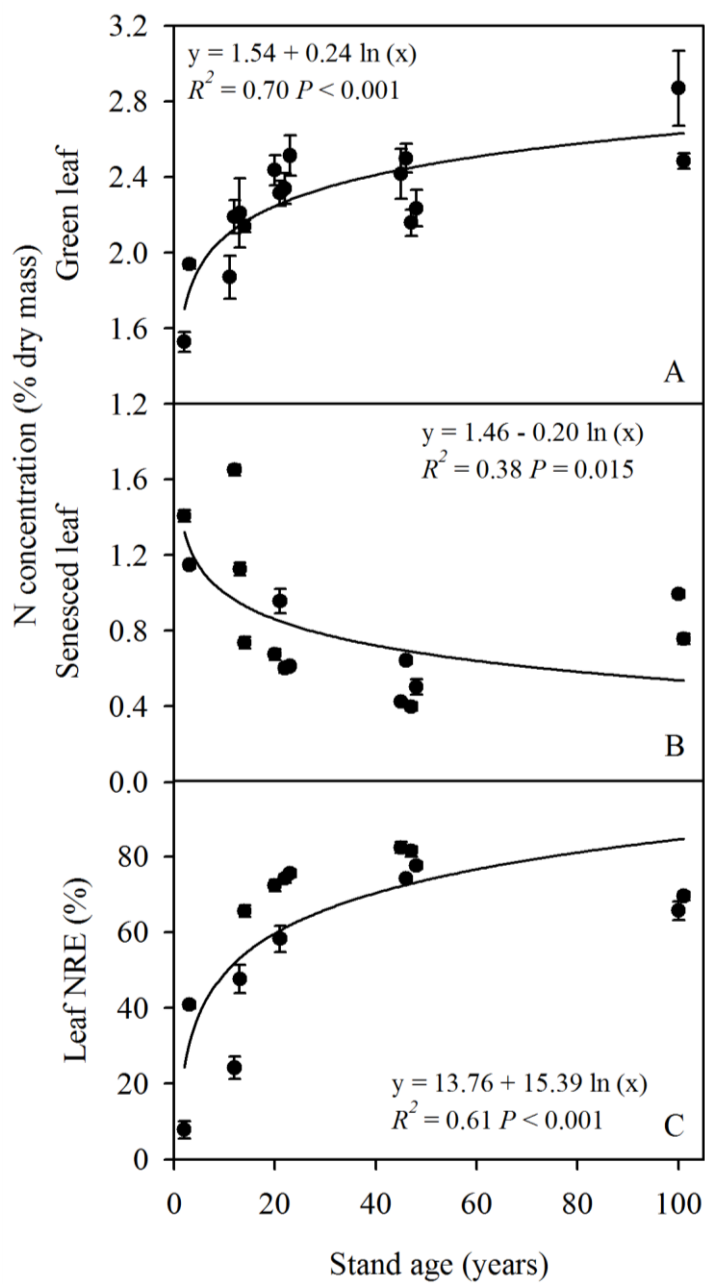 3.2
2.8
2.4
2.0
1.6
y = 1.54 + 0.24 ln (x)
R² = 0.70 P < 0.001
A
Green leaf
N concentration (% dry mass)
1.2
1.6
1.2
0.8
0.4
0.0
y = 1.46 - 0.20 ln (x)
R² = 0.38 P = 0.015
B
Senesced leaf
80
60
40
20
0
y = 13.76 + 15.39 ln (x)
R² = 0.61 P < 0.001
C
Leaf NRE (%)
0 20 40 60 80 100
Stand age (years)